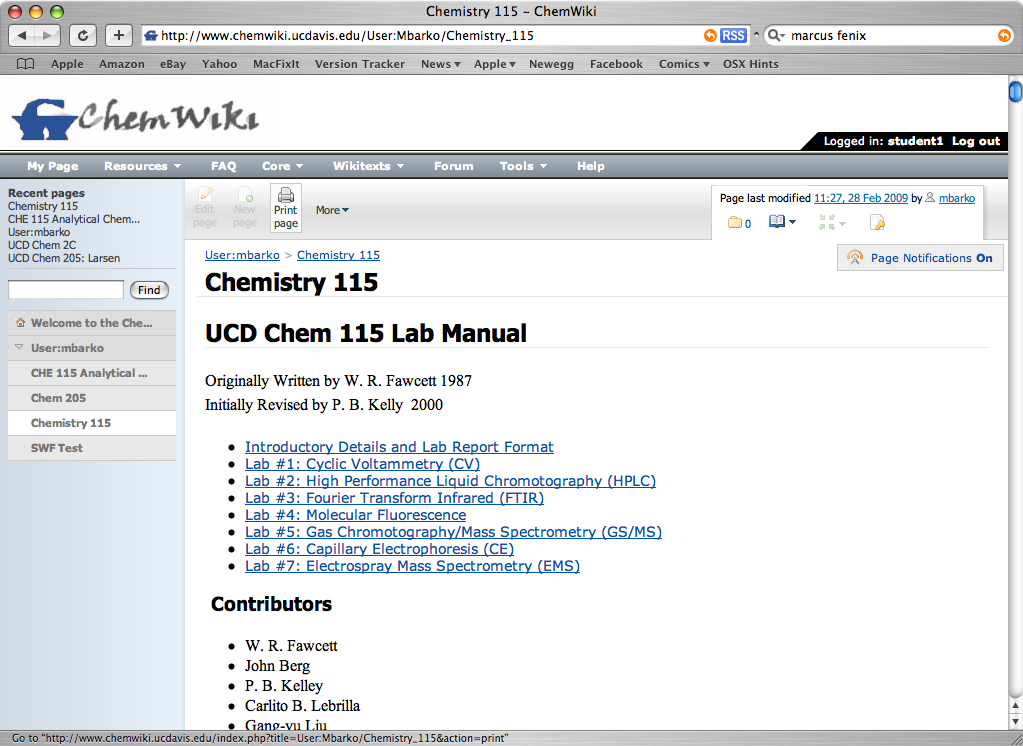 Chemistry 115 – ChemWiki
http://www.chemwiki.ucdavis.edu/User:Mbarko/Chemistry_115
RSS
marcus fenix
Apple Amazon eBay Yahoo MacFixIt Version Tracker News Apple Newegg Facebook Comics OSX Hints
ChemWiki
Logged in: student1 Log out
My Page Resources FAQ Core Wikitexts Forum Tools Help
Recent pages
Chemistry 115
CHE 115 Analytical Chem...
User:mbarko
UCD Chem 2C
UCD Chem 205: Larsen
Find
Welcome to the Che...
User:mbarko
CHE 115 Analytical ...
Chem 205
Chemistry 115
SWF Test
Edit page
New page
Print page
More
Page last modified 11:27, 28 Feb 2009 by mbarko
0
Page Notifications On
User:mbarko > Chemistry 115
Chemistry 115
UCD Chem 115 Lab Manual
Originally Written by W. R. Fawcett 1987
Initially Revised by P. B. Kelly 2000
Introductory Details and Lab Report Format
Lab #1: Cyclic Voltammetry (CV)
Lab #2: High Performance Liquid Chromotography (HPLC)
Lab #3: Fourier Transform Infrared (FTIR)
Lab #4: Molecular Fluorescence
Lab #5: Gas Chromotography/Mass Spectrometry (GS/MS)
Lab #6: Capillary Electrophoresis (CE)
Lab #7: Electrospray Mass Spectrometry (EMS)
Contributors
W. R. Fawcett
John Berg
P. B. Kelley
Carlito B. Lebrilla
Gang-yu Liu
Go to "http://www.chemwiki.ucdavis.edu/index.php?title=User:Mbarko/Chemistry_115&action=print"